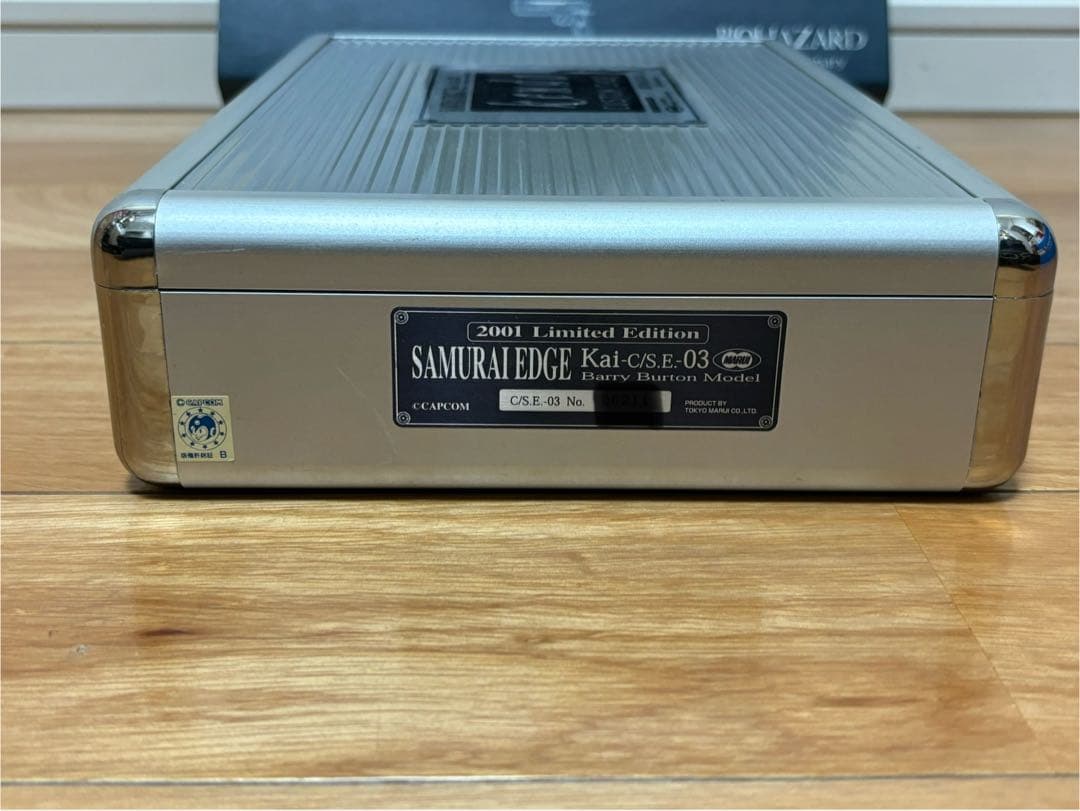 BIOHAZARD
2001 Limited Edition
SAMURAI EDGE Kai-C/S.E.-03 MARUI
Barry Burton Model
C/S.E.-03 No.
©CAPCOM
PRODUCT BY
TOKYO MARUI CO.,LTD.
©CAPCOM
B